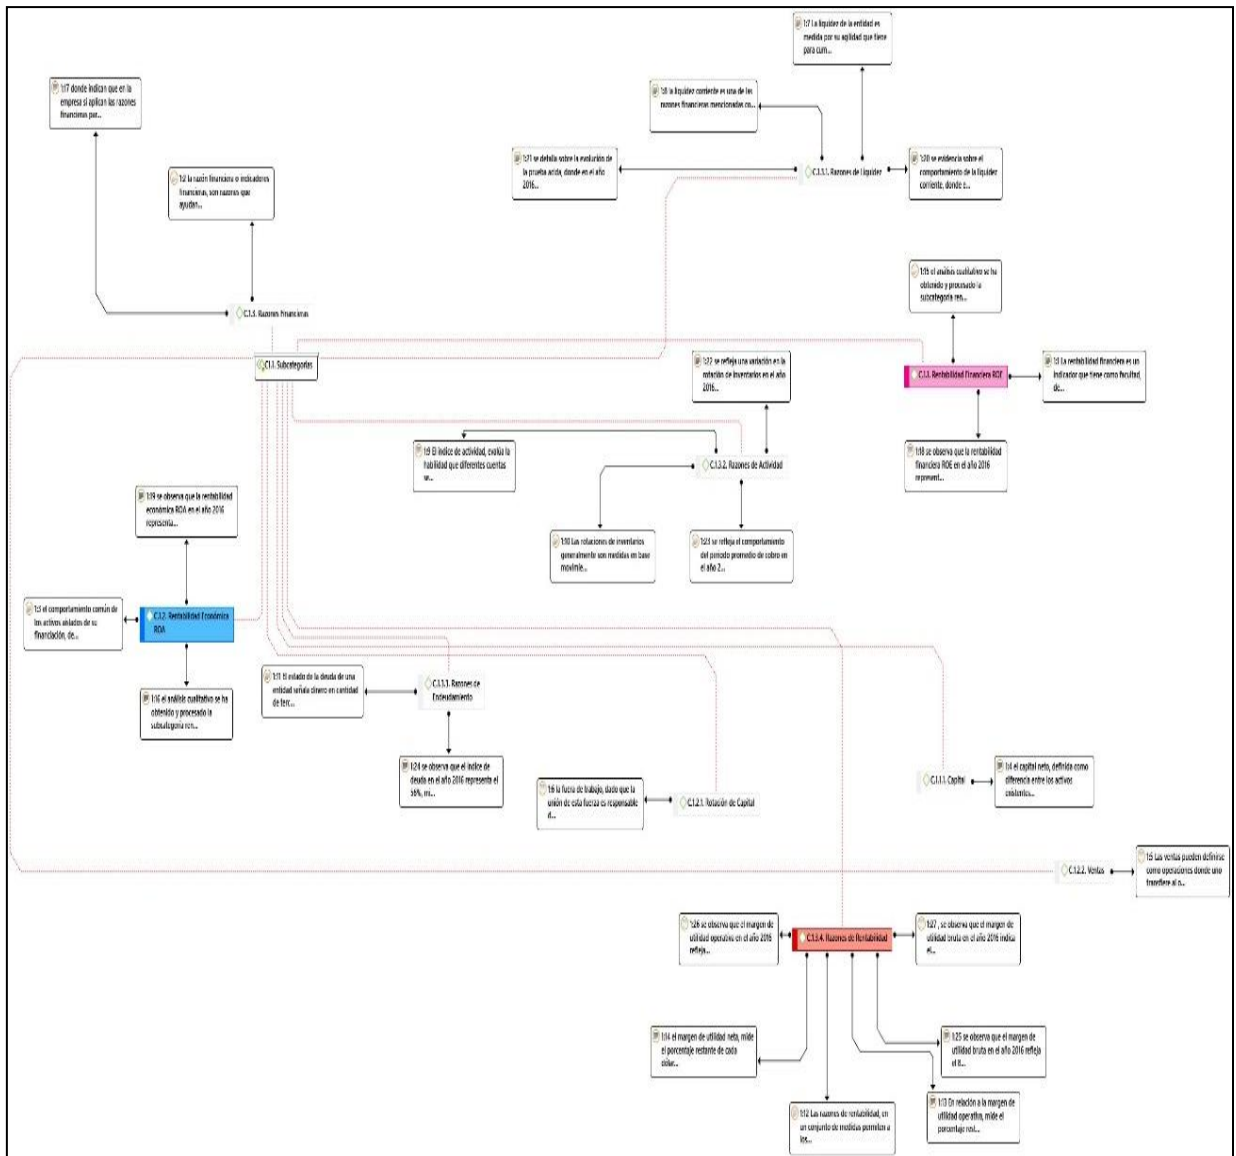 1:7 La liquidez de la entidad es
medida por su agilidad que tiene
para cum...
1:17 donde indican que en la
empresa si aplican las razones
financieras par...
1:8 la liquidez corriente es una de las
razones financieras mencionadas co...
1:21 se detalla sobre la evolución de
la prueba acida, donde en el año
2016...
C.1.3.1. Razones de Liquidez
1:20 se evidencia sobre el
comportamiento de la liquidez
corriente, donde e...
1:2 la razón financiera o indicadores
financieros, son razones que
ayudan...
1:15 el análisis cualitativo se ha
obtenido y procesado la
subcategoría ren...
C.1.3. Razones Financieras
C.1.1. Subcategorías
1:22 se refleja una variación en la
rotación de inventarios en el año
2016...
C.1.1. Rentabilidad Financiera ROE
La rentabilidad financiera es un
indicador que tiene como facultad,
de...
1:9 El índice de actividad, evalúa la
habilidad que diferentes cuentas
se...
C.1.3.2. Razones de Actividad
1:18 se observa que la rentabilidad
financiera ROE en el año 2016
represent...
1:19 se observa que la rentabilidad
económica ROA en el año 2016
representa...
1:10 Las rotaciones de inventarios
generalmente son medidas en base
movimie...
1:23 se refleja el comportamiento
del periodo promedio de cobro en
el año 2...
1:3 el comportamiento común de
los activos aislados de su
financiación, de...
C.1.2. Rentabilidad Económica
ROA
1:16 el análisis cualitativo se ha
obtenido y procesado la
subcategoría ren...
1:11 El estado de la deuda de una
entidad señala dinero en cantidad
de terc...
Razones de
Endeudamiento
1:24 se observa que el índice de
deuda en el año 2016 representa el
56%, mi...
1:6 la fuera de trabajo, dado que la
unión de esta fuerza es responsable
d...
C.1.2.1. Rotación de Capital
C.1.1.1. Capital
1:4 el capital neto, definida como
diferencia entre los activos
existentes...
C.1.2.2. Ventas
1:5 Las ventas pueden definirse
como operaciones donde uno
transfiere al o...
1:26 se observa que el margen de
utilidad operativa en el año 2016
refleja...
C.1.3.4. Razones de Rentabilidad
1:27 , se observa que el margen de
utilidad bruta en el año 2016 indica
el...
1:14 el margen de utilidad neta, mide
el porcentaje restante de cada
dólar...
1:25 se observa que el margen de
utilidad bruta en el año 2016 refleja
el 8...
1:12 Las razones de rentabilidad, en
un conjunto de medidas permiten a
los...
1:13 En relación a la margen de
utilidad operativa, mide el
porcentaje rest...